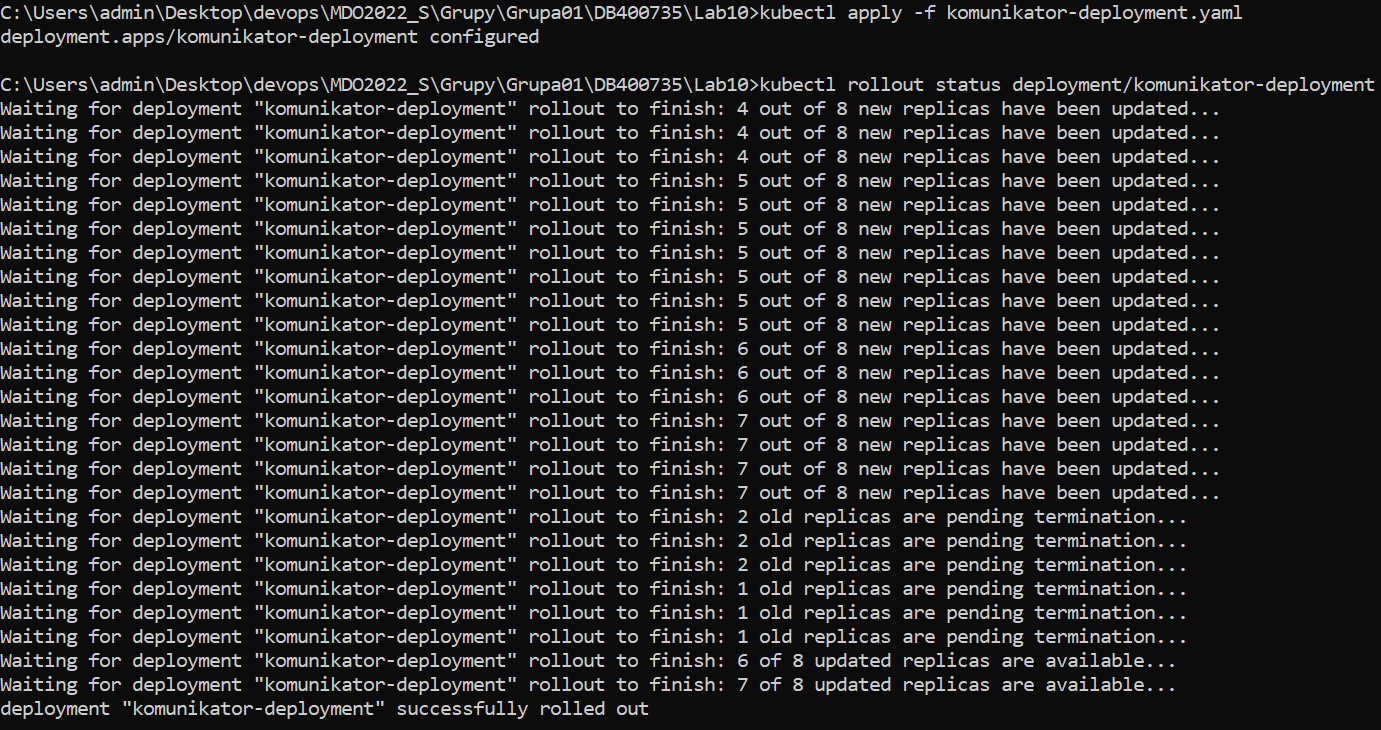 C:\Users\admin\Desktop\devops\MDO2022_S\Grupy\Grupa01\DB400735\Lab10>kubectl apply -f komunikator-deployment.yaml
deployment.apps/komunikator-deployment configured
C:\Users\admin\Desktop\devops\MDO2022_S\Grupy\Grupa01\DB400735\Lab10>kubectl rollout status deployment/komunikator-deployment
Waiting for deployment "komunikator-deployment" rollout to finish: 4 out of 8 new replicas have been updated...
Waiting for deployment "komunikator-deployment" rollout to finish: 4 out of 8 new replicas have been updated...
Waiting for deployment "komunikator-deployment" rollout to finish: 4 out of 8 new replicas have been updated...
Waiting for deployment "komunikator-deployment" rollout to finish: 5 out of 8 new replicas have been updated...
Waiting for deployment "komunikator-deployment" rollout to finish: 5 out of 8 new replicas have been updated...
Waiting for deployment "komunikator-deployment" rollout to finish: 5 out of 8 new replicas have been updated...
Waiting for deployment "komunikator-deployment" rollout to finish: 5 out of 8 new replicas have been updated...
Waiting for deployment "komunikator-deployment" rollout to finish: 5 out of 8 new replicas have been updated...
Waiting for deployment "komunikator-deployment" rollout to finish: 5 out of 8 new replicas have been updated...
Waiting for deployment "komunikator-deployment" rollout to finish: 5 out of 8 new replicas have been updated...
Waiting for deployment "komunikator-deployment" rollout to finish: 6 out of 8 new replicas have been updated...
Waiting for deployment "komunikator-deployment" rollout to finish: 6 out of 8 new replicas have been updated...
Waiting for deployment "komunikator-deployment" rollout to finish: 6 out of 8 new replicas have been updated...
Waiting for deployment "komunikator-deployment" rollout to finish: 7 out of 8 new replicas have been updated...
Waiting for deployment "komunikator-deployment" rollout to finish: 7 out of 8 new replicas have been updated...
Waiting for deployment "komunikator-deployment" rollout to finish: 7 out of 8 new replicas have been updated...
Waiting for deployment "komunikator-deployment" rollout to finish: 7 out of 8 new replicas have been updated...
Waiting for deployment "komunikator-deployment" rollout to finish: 2 old replicas are pending termination...
Waiting for deployment "komunikator-deployment" rollout to finish: 2 old replicas are pending termination...
Waiting for deployment "komunikator-deployment" rollout to finish: 2 old replicas are pending termination...
Waiting for deployment "komunikator-deployment" rollout to finish: 1 old replicas are pending termination...
Waiting for deployment "komunikator-deployment" rollout to finish: 1 old replicas are pending termination...
Waiting for deployment "komunikator-deployment" rollout to finish: 1 old replicas are pending termination...
Waiting for deployment "komunikator-deployment" rollout to finish: 6 of 8 updated replicas are available...
Waiting for deployment "komunikator-deployment" rollout to finish: 7 of 8 updated replicas are available...
deployment "komunikator-deployment" successfully rolled out